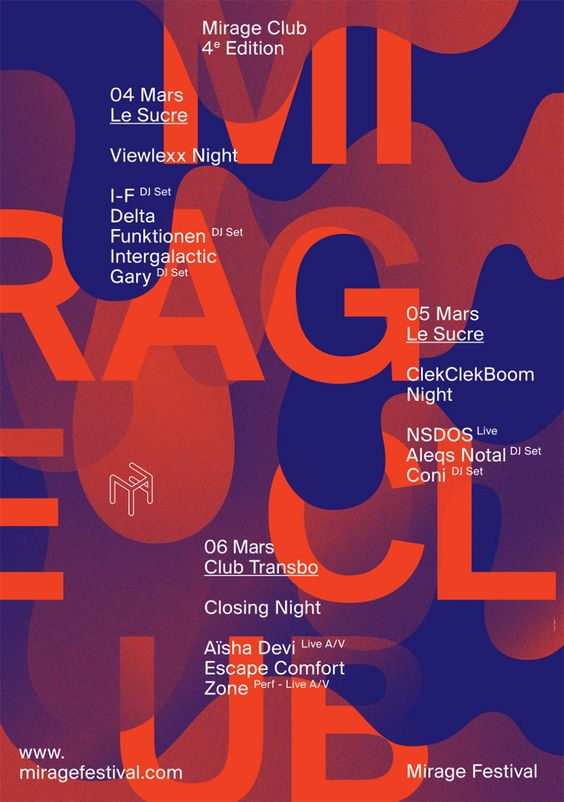 Mirage Club
4e Edition
MI
RAG
E CL
UB
04 Mars
Le Sucre
Viewlexx Night
I-F DJ Set
Delta
Funktionen DJ Set
Intergalactic
Gary DJ Set
05 Mars
Le Sucre
ClekClekBoom
Night
NSDOS Live
Aleqs Notal DJ Set
Coni DJ Set
06 Mars
Club Transbo
Closing Night
Aïsha Devi Live A/V
Escape Comfort
Zone Perf - Live A/V
www.
miragefestival.com
Mirage Festival